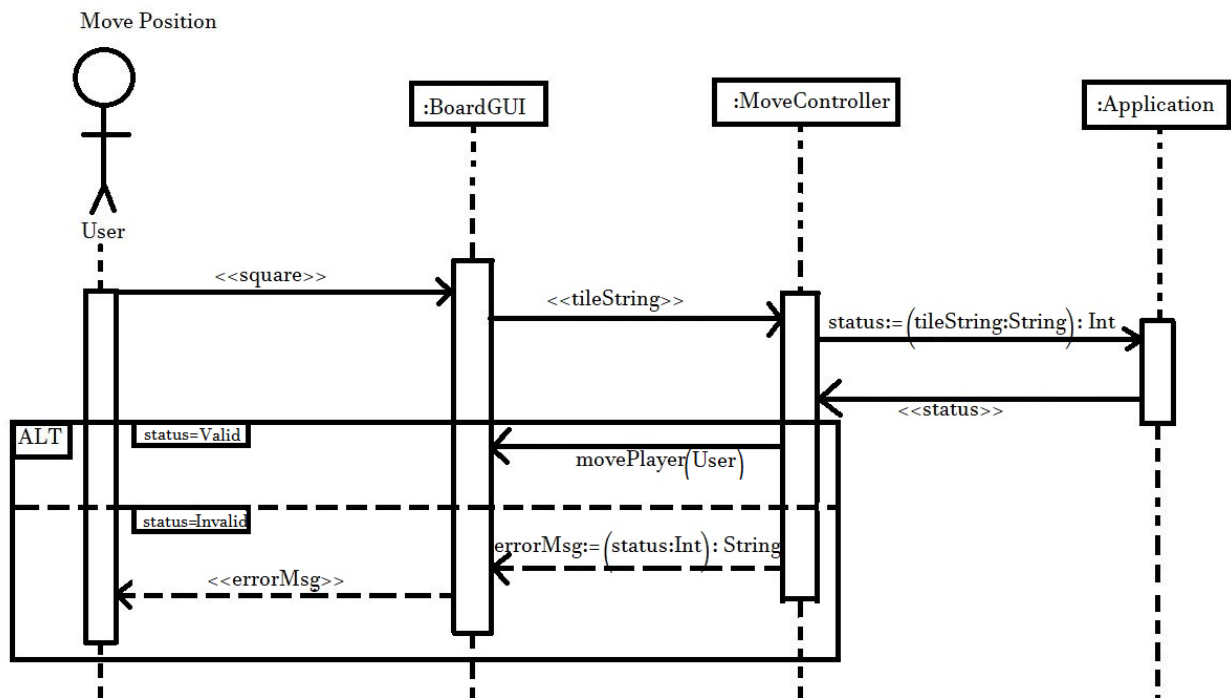 Move Position
:BoardGUI
:MoveController
:Application
User
<<square>>
<<tileString>>
status:=(tileString:String): Int
<<status>>
ALT
status=Valid
movePlayer(User)
status=Invalid
errorMsg:=(status:Int): String
<<errorMsg>>